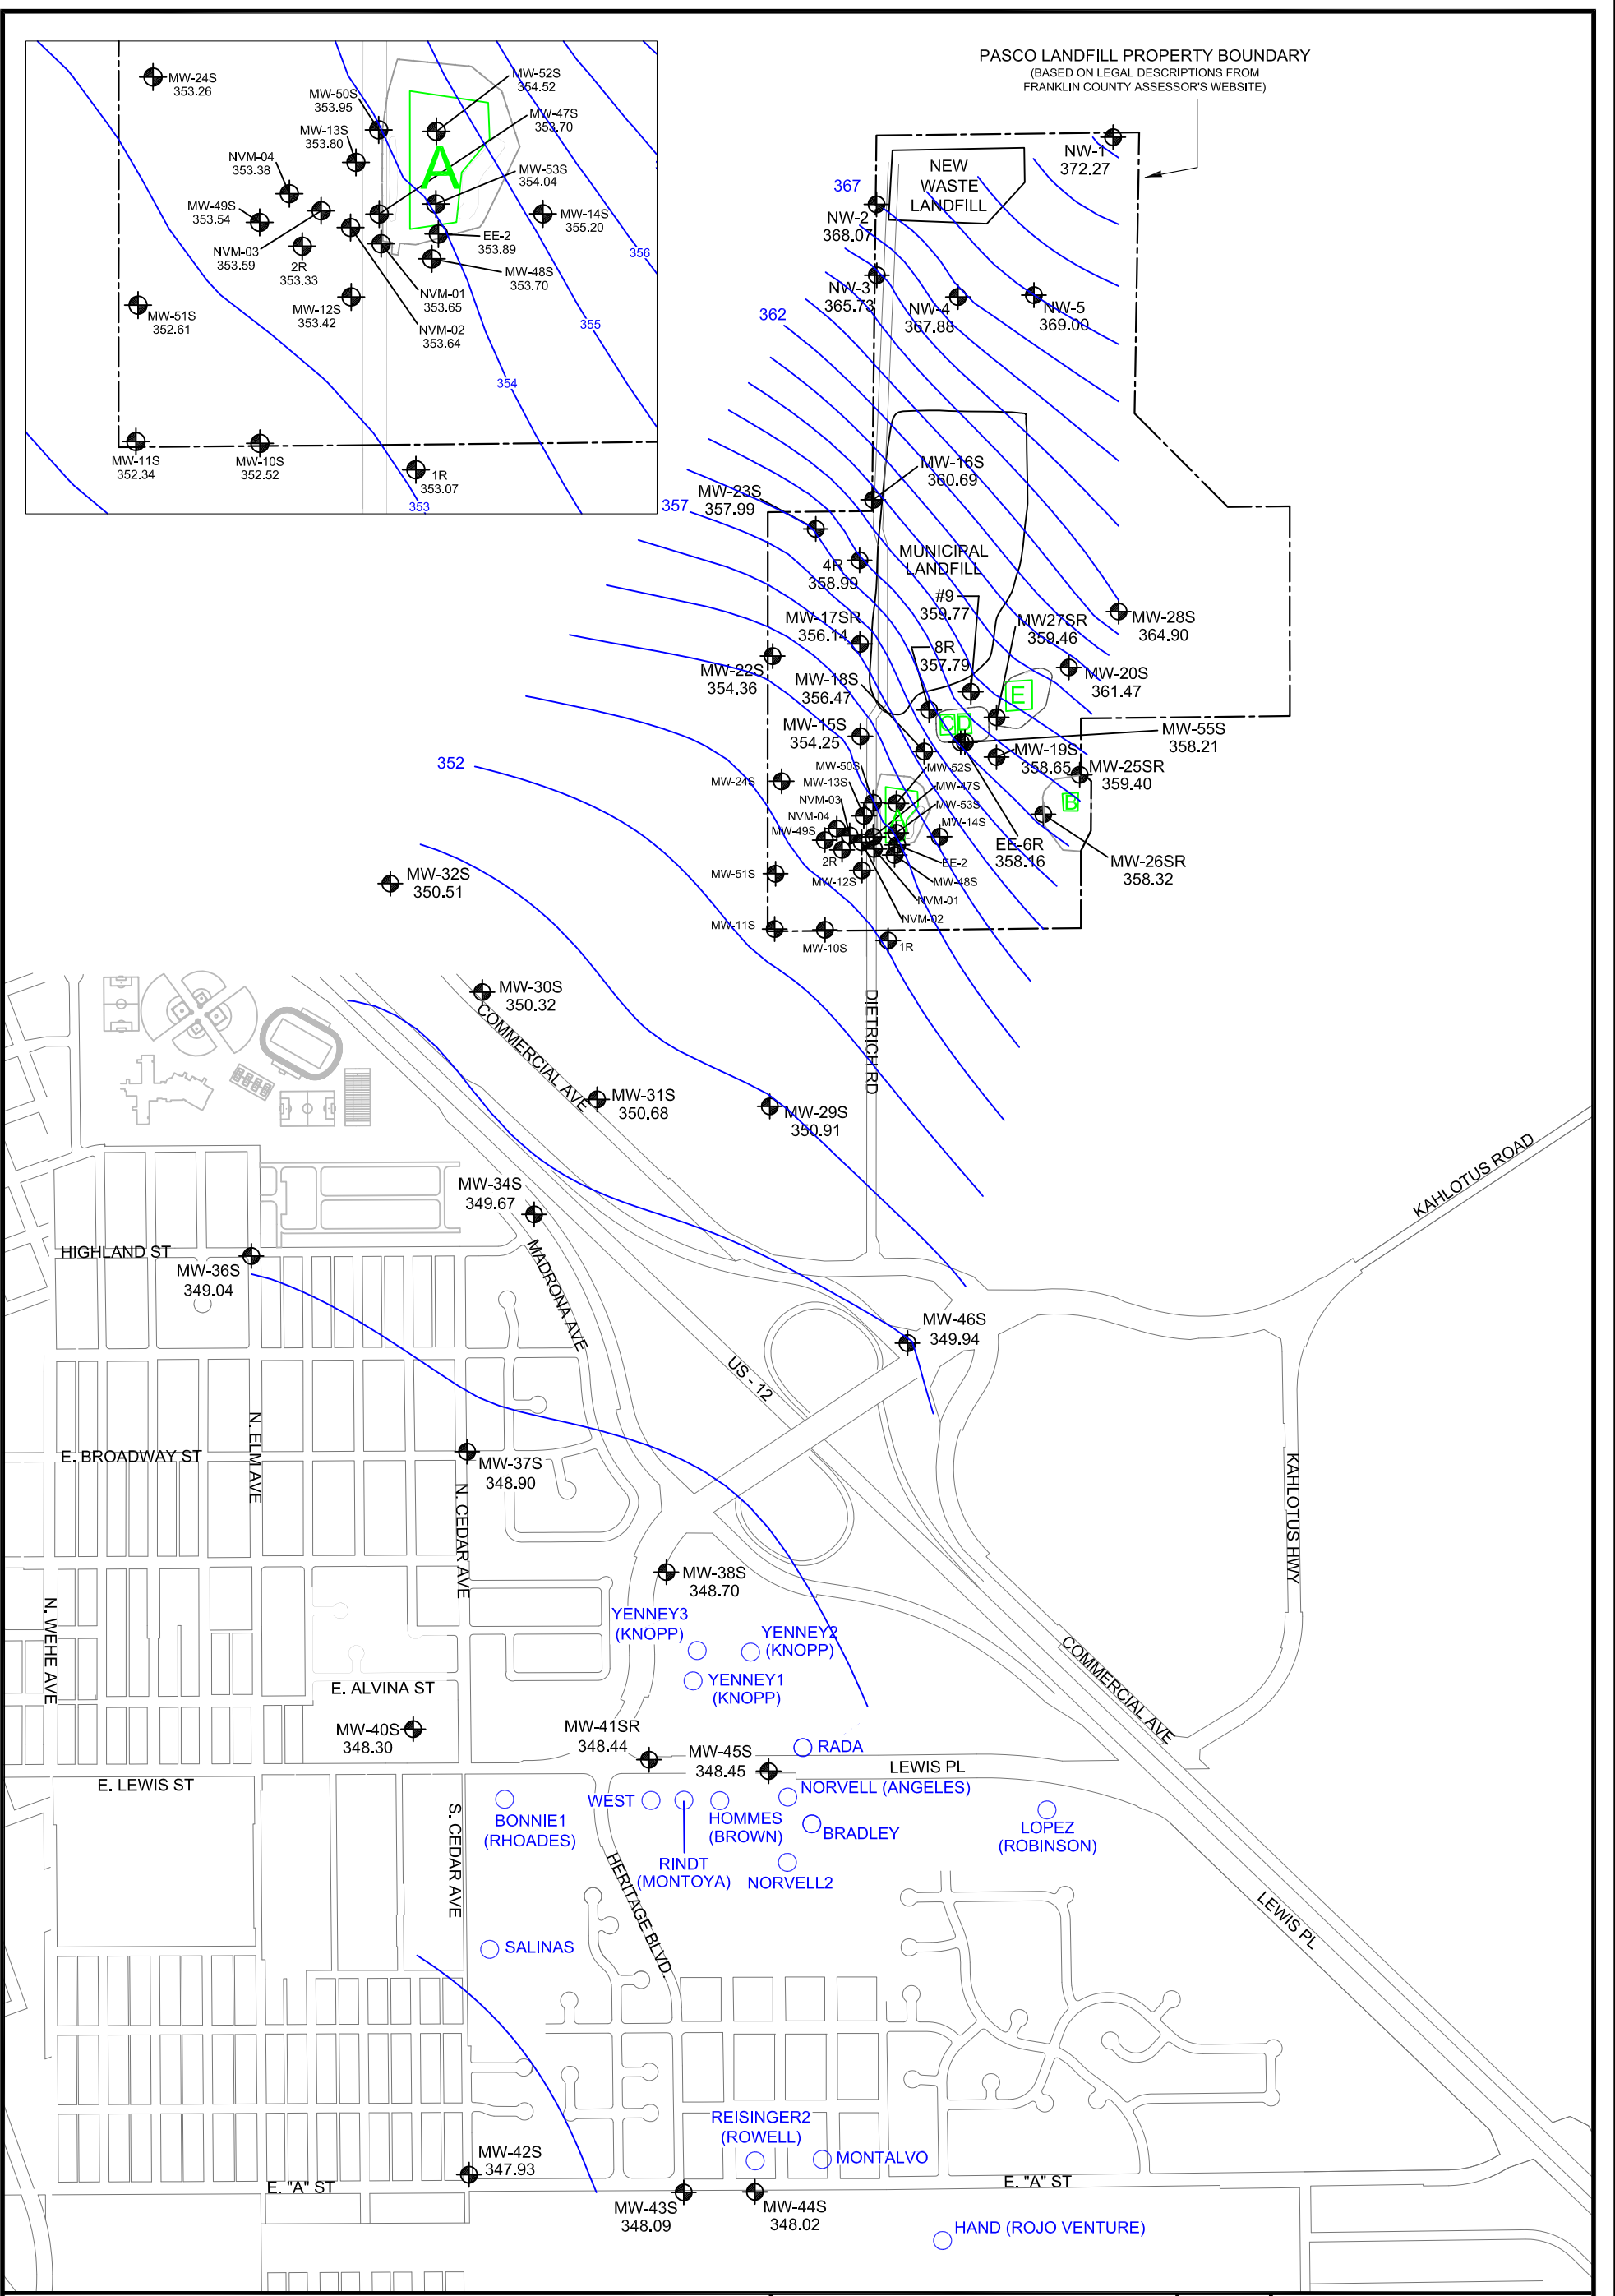 MW-24S
353.26
MW-50S
353.95
MW-13S
353.80
NVM-04
353.38
MW-49S
353.54
NVM-03
353.59
2R
353.33
MW-12S
353.42
MW-51S
352.61
MW-11S
352.34
MW-10S
352.52
1R
353.07
353
MW-52S
354.52
MW-47S
353.70
MW-53S
354.04
MW-14S
355.20
EE-2
353.89
MW-48S
353.70
NVM-01
353.65
NVM-02
353.64
A
356
355
354
PASCO LANDFILL PROPERTY BOUNDARY
(BASED ON LEGAL DESCRIPTIONS FROM
FRANKLIN COUNTY ASSESSOR'S WEBSITE)
NW-1
372.27
NEW
WASTE
LANDFILL
367
NW-2
368.07
NW-3
365.73
NW-4
367.88
NW-5
369.00
362
MW-16S
360.69
MW-23S
357.99
357
MUNICIPAL
LANDFILL
4R
358.99
#9
359.77
MW-17SR
356.14
MW27SR
359.46
MW-28S
364.90
8R
357.79
MW-22S
354.36
MW-18S
356.47
MW-20S
361.47
E
C
D
MW-15S
354.25
MW-55S
358.21
MW-19S
358.65
MW-25SR
359.40
352
MW-50S
MW-52S
MW-24S
MW-13S
MW-47S
NVM-03
MW-53S
B
NVM-04
A
MW-49S
MW-14S
EE-6R
358.16
2R
EE-2
MW-26SR
358.32
MW-51S
MW-12S
MW-48S
NVM-01
NVM-02
MW-11S
MW-10S
1R
MW-32S
350.51
MW-30S
350.32
COMMERCIAL AVE
DIETRICH RD
MW-31S
350.68
MW-29S
350.91
KAHLOTUS ROAD
MW-34S
349.67
HIGHLAND ST
MW-36S
349.04
MADRONA AVE
MW-46S
349.94
US - 12
N. ELM AVE
E. BROADWAY ST
MW-37S
348.90
N. CEDAR AVE
KAHLOTUS HWY
MW-38S
348.70
N. WEHE AVE
YENNEY3
(KNOPP)
YENNEY2
(KNOPP)
YENNEY1
(KNOPP)
COMMERCIAL AVE
E. ALVINA ST
MW-40S
348.30
MW-41SR
348.44
MW-45S
348.45
RADA
LEWIS PL
E. LEWIS ST
NORVELL (ANGELES)
WEST
BONNIE1
(RHOADES)
HOMMES
(BROWN)
BRADLEY
LOPEZ
(ROBINSON)
S. CEDAR AVE
RINDT
(MONTOYA)
NORVELL2
HERITAGE BLVD.
LEWIS PL
SALINAS
REISINGER2
(ROWELL)
MONTALVO
MW-42S
347.93
E. "A" ST
E. "A" ST
MW-43S
348.09
MW-44S
348.02
HAND (ROJO VENTURE)